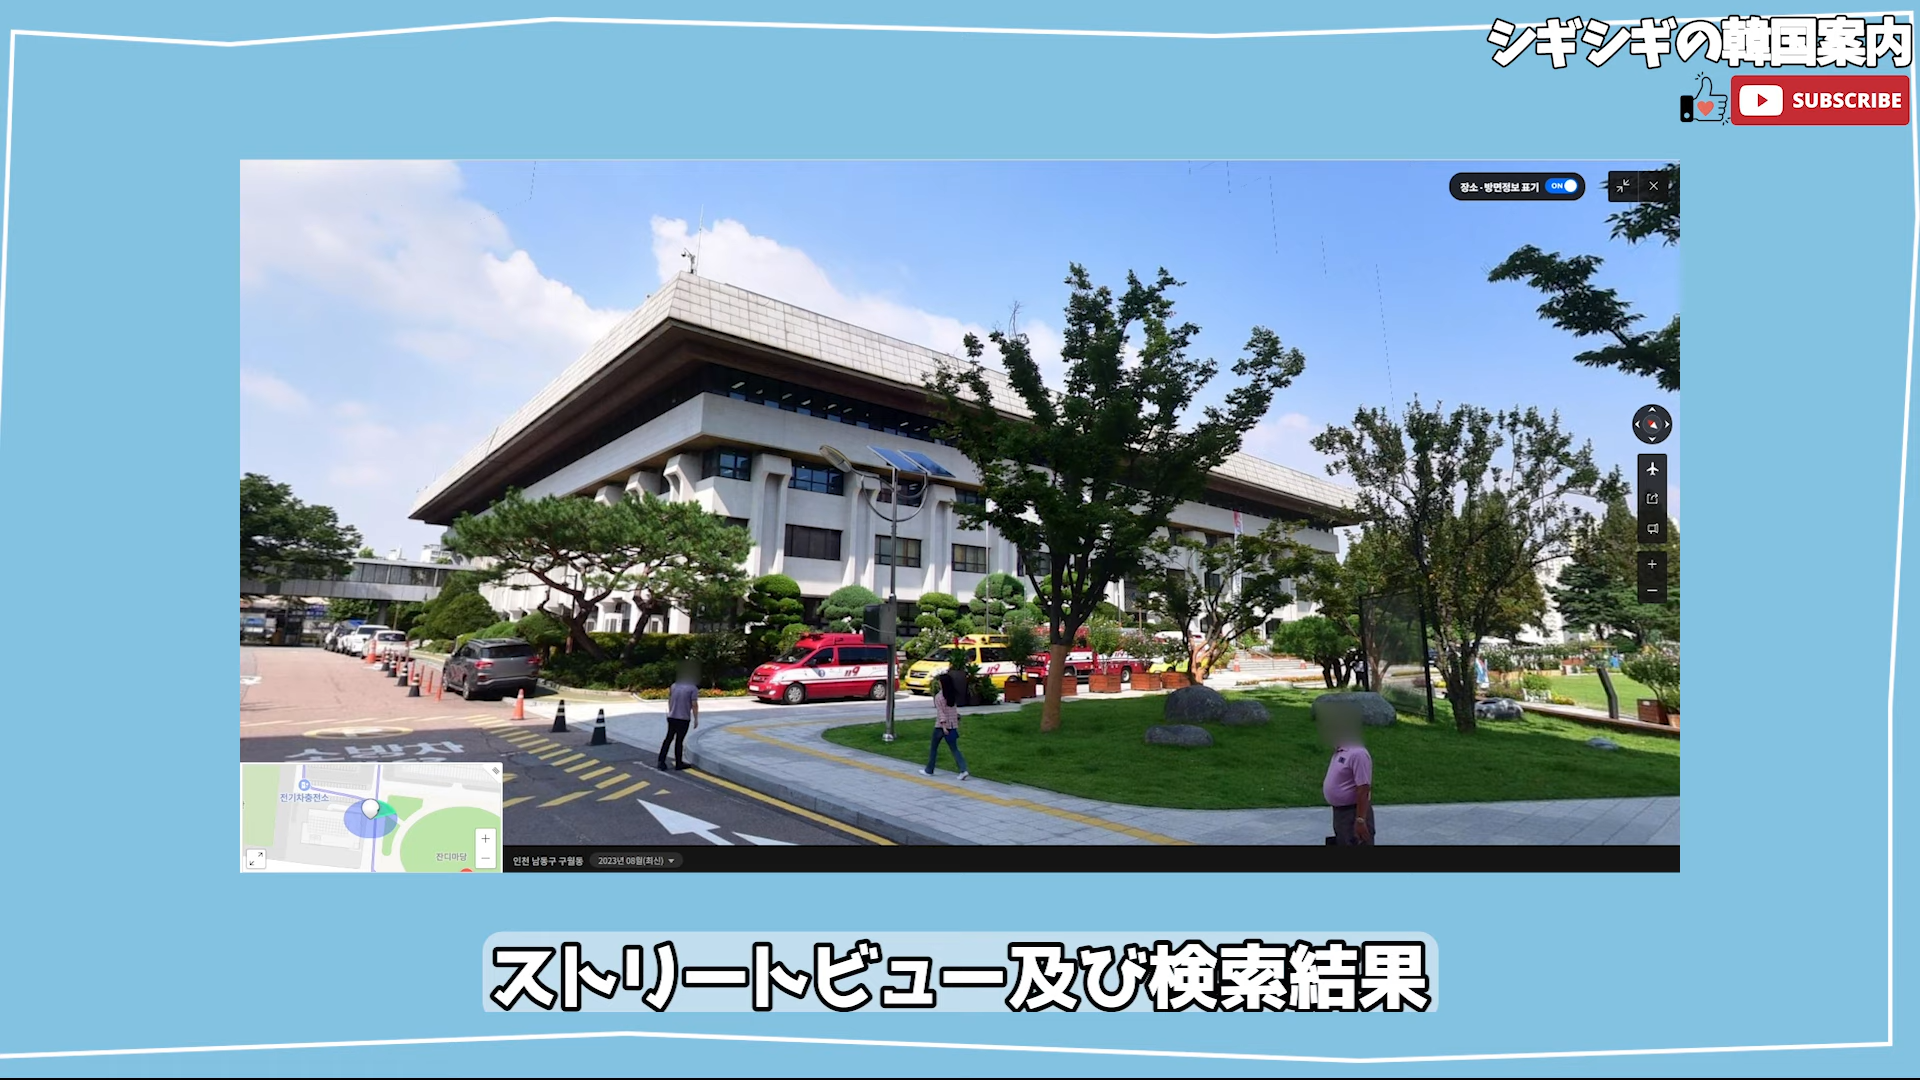 シギシギの韓国案内
SUBSCRIBE
장소·방면정보 표기 ON
119
119
소방차
전기차충전소
잔디마당
인천 남동구 구월동 2023년 08월(최신)
ストリートビュー及び検索結果